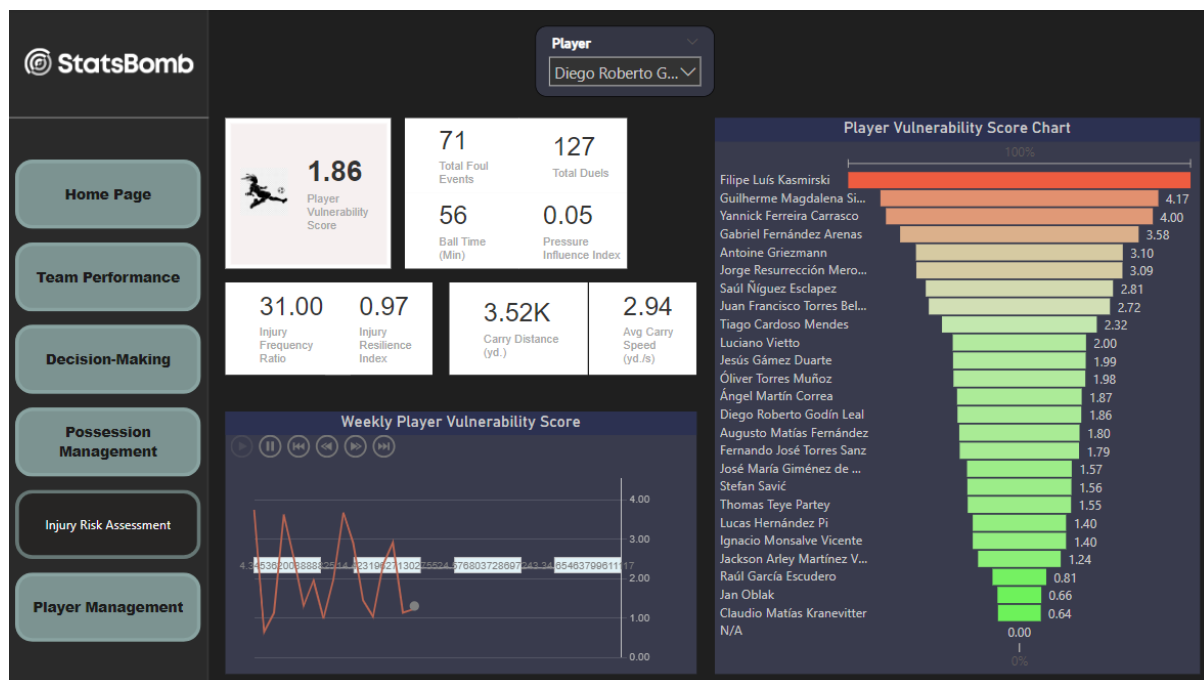 StatsBomb
Home Page
Team Performance
Decision-Making
Possession
Management
Injury Risk Assessment
Player Management
Player
Diego Roberto G...
1.86
Player
Vulnerability
Score
71
Total Foul
Events
127
Total Duels
56
Ball Time
(Min)
0.05
Pressure
Influence Index
31.00
Injury
Frequency
Ratio
0.97
Injury
Resilience
Index
3.52K
Carry Distance
(yd.)
2.94
Avg Carry
Speed
(yd./s)
Weekly Player Vulnerability Score
4.00
3.00
2.00
1.00
0.00
Player Vulnerability Score Chart
100%
Filipe Luís Kasmirski
Guilherme Magdalena Si... 4.17
Yannick Ferreira Carrasco 4.00
Gabriel Fernández Arenas 3.58
Antoine Griezmann 3.10
Jorge Resurrección Mero... 3.09
Saúl Ñíguez Esclapez 2.81
Juan Francisco Torres Bel... 2.72
Tiago Cardoso Mendes 2.32
Luciano Vietto 2.00
Jesús Gámez Duarte 1.99
Óliver Torres Muñoz 1.98
Ángel Martín Correa 1.87
Diego Roberto Godín Leal 1.86
Augusto Matías Fernández 1.80
Fernando José Torres Sanz 1.79
José María Giménez de ... 1.57
Stefan Savić 1.56
Thomas Teye Partey 1.55
Lucas Hernández Pi 1.40
Ignacio Monsalve Vicente 1.40
Jackson Arley Martínez V... 1.24
Raúl García Escudero 0.81
Jan Oblak 0.66
Claudio Matías Kranevitter 0.64
N/A 0.00
0%